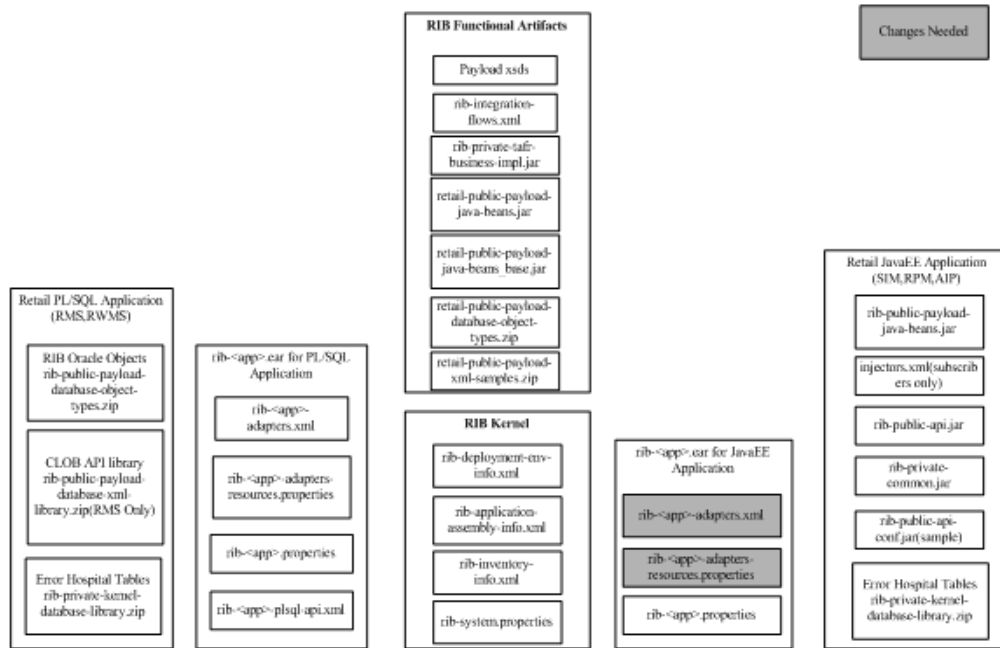 RIB Functional Artifacts
Payload xsds
rib-integration-
flows.xml
rib-private-tafr-
business-impl.jar
retail-public-payload-
java-beans.jar
retail-public-payload-
java-beans_base.jar
retail-public-payload-
database-object-
types.zip
retail-public-payload-
xml-samples.zip
Changes Needed
Retail PL/SQL Application
(RMS,RWMS)
RIB Oracle Objects
rib-public-payload-
database-object-
types.zip
CLOB API library
rib-public-payload-
database-xml-
library.zip(RMS Only)
Error Hospital Tables
rib-private-kernel-
database-library.zip
rib-<app>.ear for PL/SQL
Application
rib-<app>-
adapters.xml
rib-<app>-adapters-
resources.properties
rib-<app>.properties
rib-<app>-plsql-api.xml
RIB Kernel
rib-deployment-env-
info.xml
rib-application-
assembly-info.xml
rib-inventory-
info.xml
rib-system.properties
rib-<app>.ear for JavaEE
Application
rib-<app>-adapters.xml
rib-<app>-adapters-
resources.properties
rib-<app>.properties
Retail JavaEE Application
(SIM,RPM,AIP)
rib-public-payload-
java-beans.jar
injectors.xml(subscri
bers only)
rib-public-api.jar
rib-private-
common.jar
rib-public-api-
conf.jar(sample)
Error Hospital Tables
rib-private-kernel-
database-library.zip